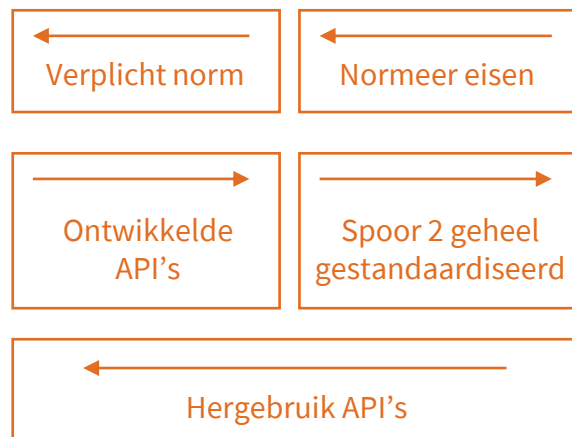 Verplicht norm
Normeer eisen
Ontwikkelde
API's
Spoor 2 geheel
gestandaardiseerd
Hergebruik API's